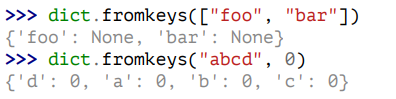 >>> dict.fromkeys(["foo", "bar"])
{'foo': None, 'bar': None}
>>> dict.fromkeys("abcd", 0)
{'d': 0, 'a': 0, 'b': 0, 'c': 0}